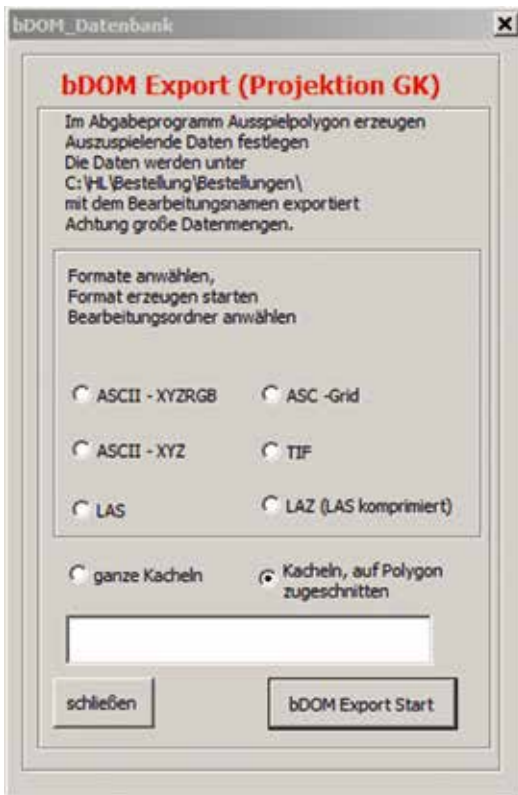 bDOM_Datenbank
bDOM Export (Projektion GK)
Im Abgabeprogramm Ausspielpolygon erzeugen
Auszuspielende Daten festlegen
Die Daten werden unter
C:\HL\Bestellung\Bestellungen\
mit dem Bearbeitungsnamen exportiert
Achtung große Datenmengen.
Formate anwählen,
Format erzeugen starten
Bearbeitungsordner anwählen
ASCII - XYZRGB
ASC -Grid
ASCII - XYZ
TIF
LAS
LAZ (LAS komprimiert)
ganze Kacheln
Kacheln, auf Polygon
zugeschnitten
schließen
bDOM Export Start